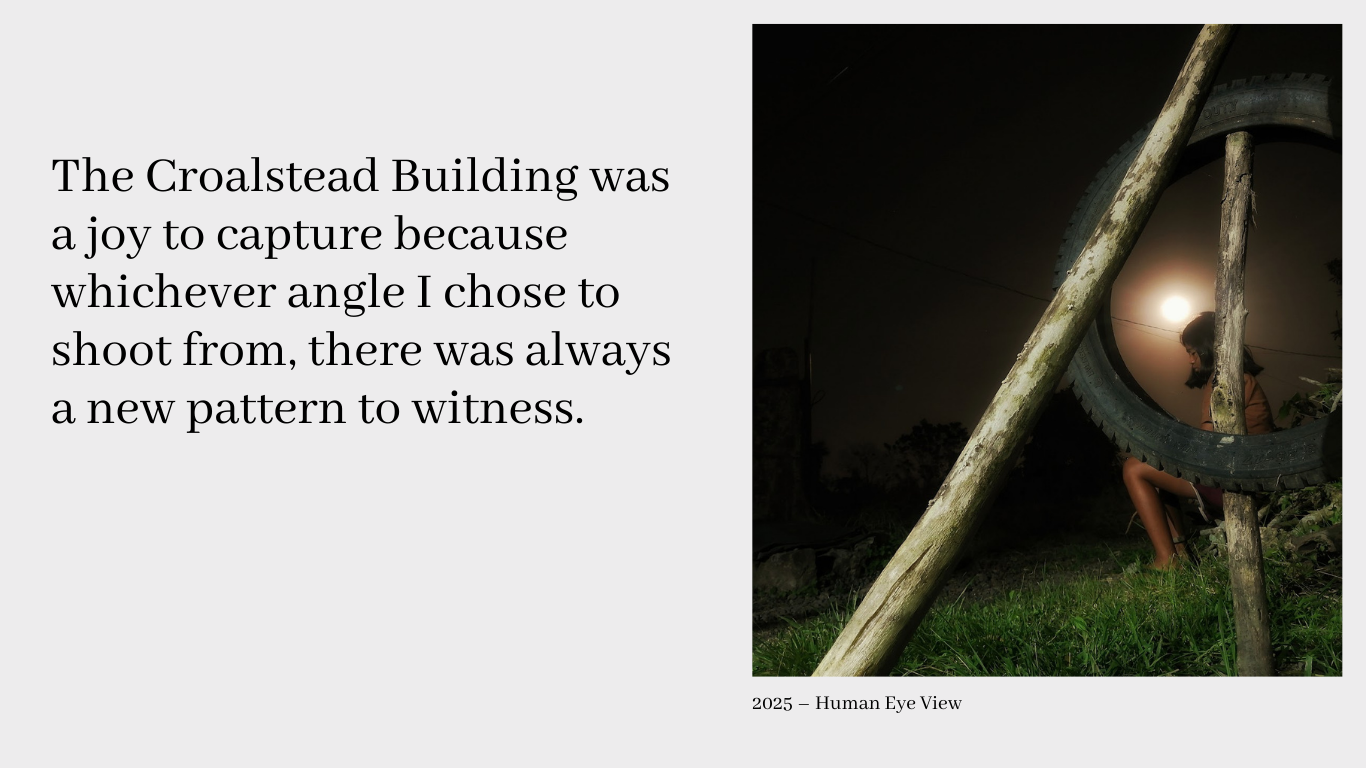 The Croalstead Building was
a joy to capture because
whichever angle I chose to
shoot from, there was always
a new pattern to witness.
2025 – Human Eye View